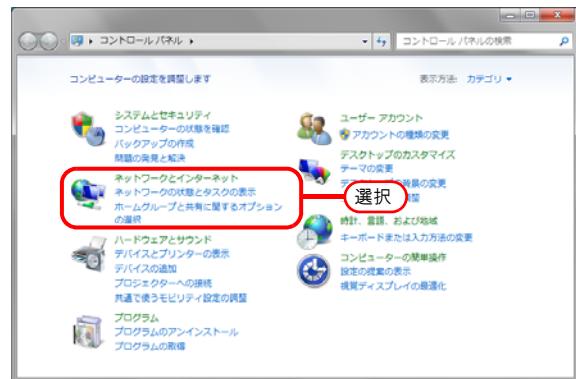 コントロール パネル
コントロール パネルの検索
コンピューターの設定を調整します
表示方法: カテゴリ
システムとセキュリティ
コンピューターの状態を確認
バックアップの作成
問題の発見と解決
ネットワークとインターネット
ネットワークの状態とタスクの表示
ホームグループと共有に関するオプション
の選択
ハードウェアとサウンド
デバイスとプリンターの表示
デバイスの追加
プロジェクターへの接続
共通で使うモビリティ設定の調整
プログラム
プログラムのアンインストール
プログラムの取得
ユーザー アカウント
アカウントの種類の変更
デスクトップのカスタマイズ
テーマの変更
背景の変更
選択
時計、言語、および地域
キーボードまたは入力方法の変更
コンピューターの簡単操作
設定の提案の表示
視覚ディスプレイの最適化